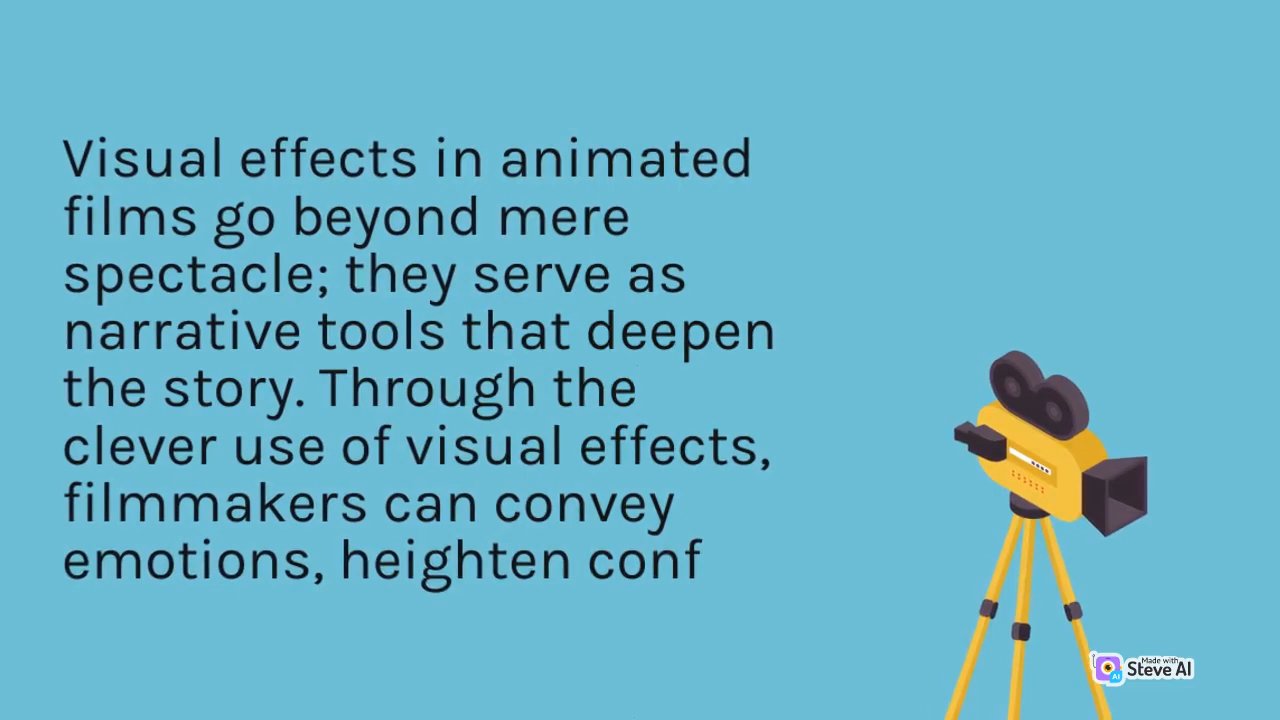 Visual effects in animated
films go beyond mere
spectacle; they serve as
narrative tools that deepen
the story. Through the
clever use of visual effects,
filmmakers can convey
emotions, heighten conf
Made with
Steve AI
AI